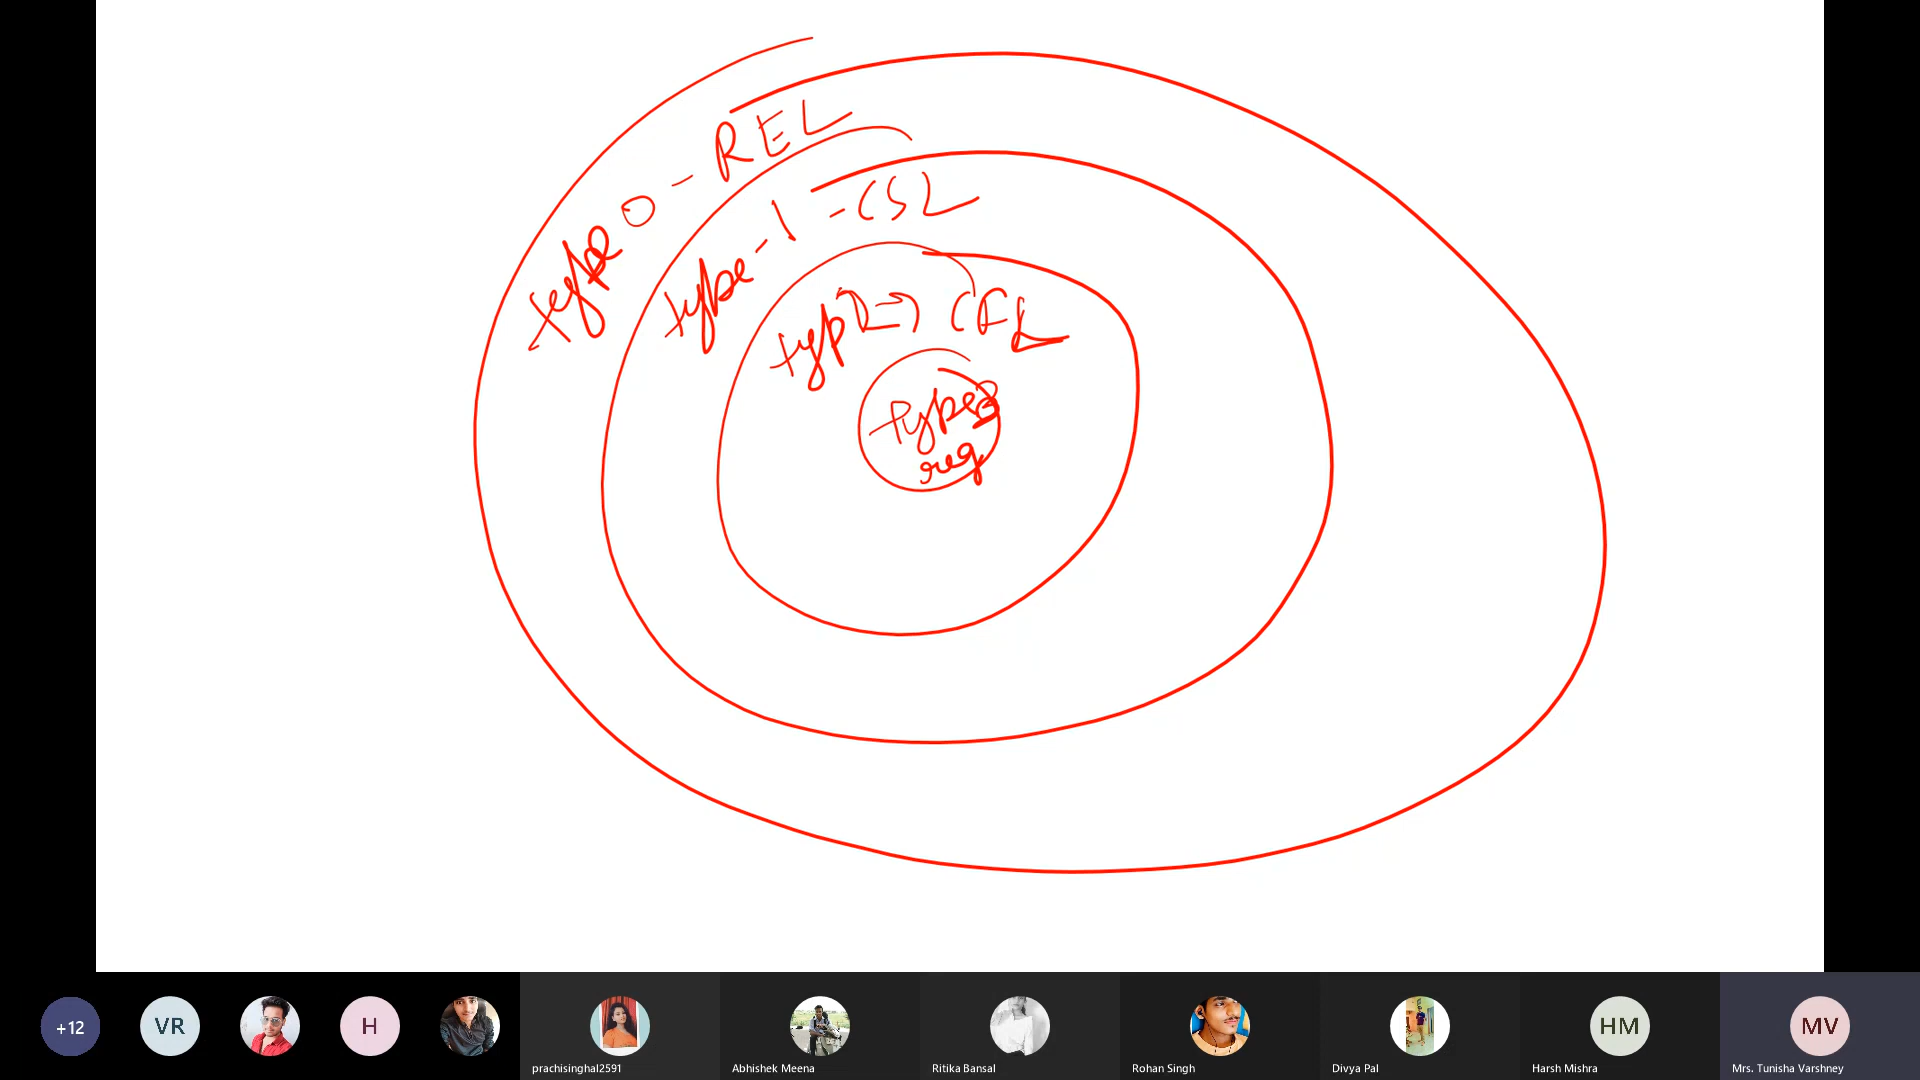 type 0 - REL
type - 1 - CSL
typ 2 => CFL
type 3
reg
+12
VR
H
HM
MV
prachisinghal2591
Abhishek Meena
Ritika Bansal
Rohan Singh
Divya Pal
Harsh Mishra
Mrs. Tunisha Varshney